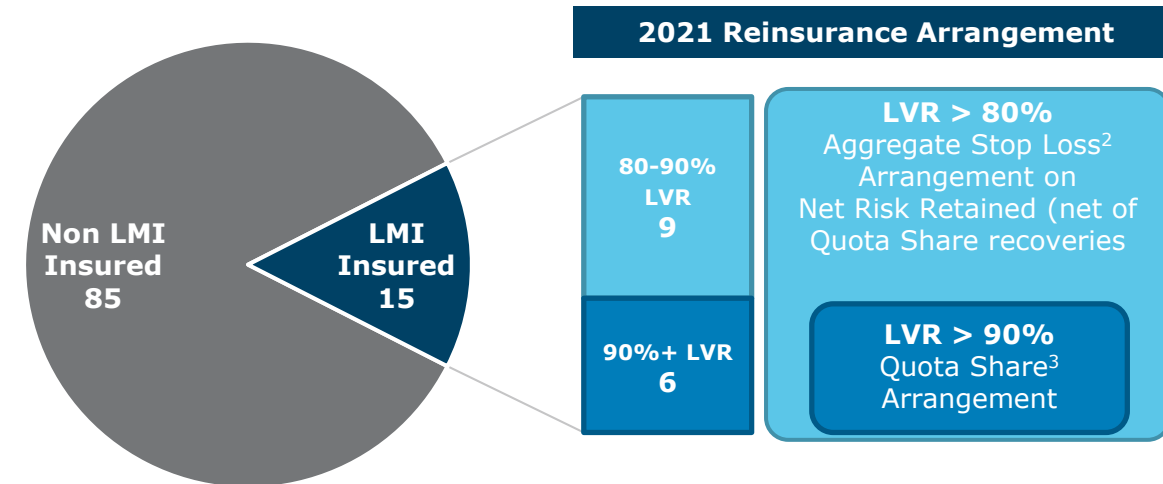 2021 Reinsurance Arrangement
Non LMI
Insured
85
LMI
Insured
15
80-90%
LVR
9
90%+ LVR
6
LVR > 80%
Aggregate Stop Loss²
Arrangement on
Net Risk Retained (net of
Quota Share recoveries
LVR > 90%
Quota Share³
Arrangement